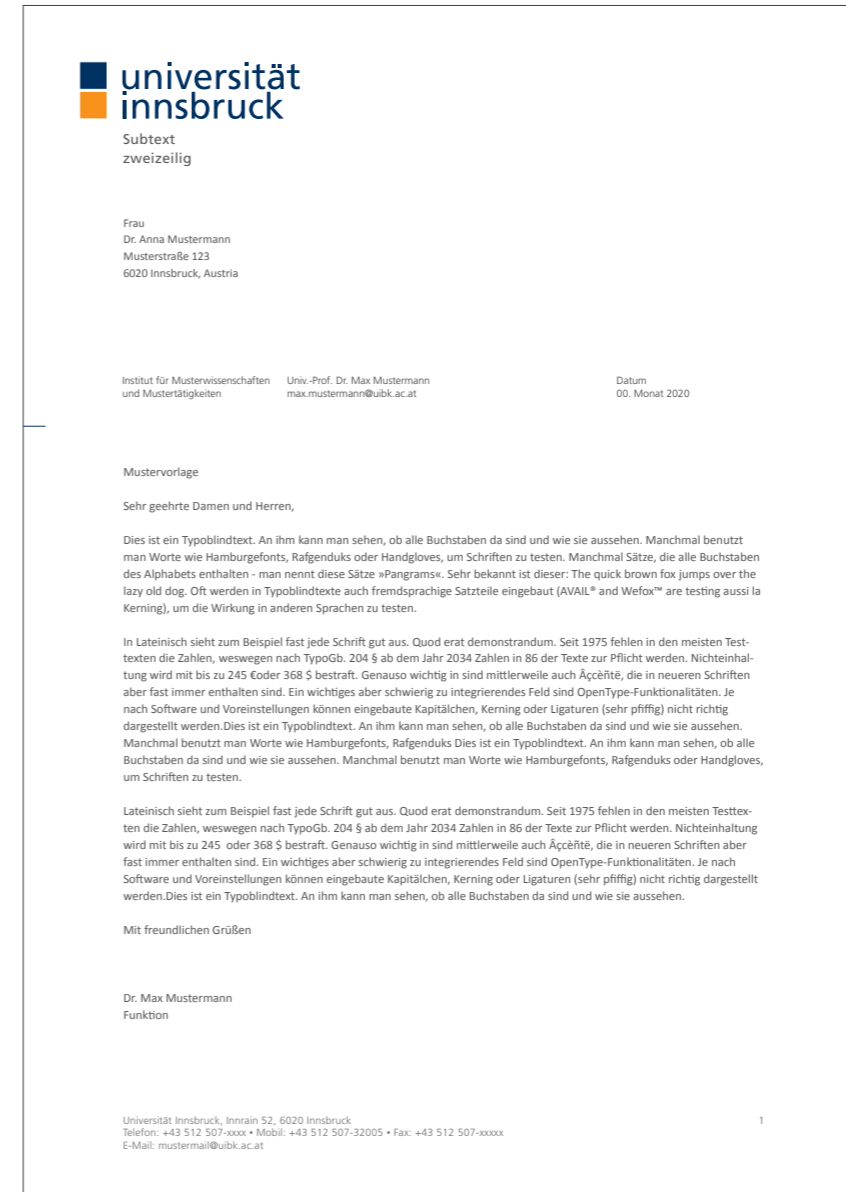 universität
innsbruck
Subtext
zweizeilig
Frau
Dr. Anna Mustermann
Musterstraße 123
6020 Innsbruck, Austria
Institut für Musterwissenschaften
und Mustertätigkeiten
Univ.-Prof. Dr. Max Mustermann
max.mustermann@uibk.ac.at
Datum
00. Monat 2020
Mustervorlage
Sehr geehrte Damen und Herren,
Dies ist ein Typoblindtext. An ihm kann man sehen, ob alle Buchstaben da sind und wie sie aussehen. Manchmal benutzt
man Worte wie Hamburgefonts, Rafgenduks oder Handgloves, um Schriften zu testen. Manchmal Sätze, die alle Buchstaben
des Alphabets enthalten - man nennt diese Sätze »Pangrams«. Sehr bekannt ist dieser: The quick brown fox jumps over the
lazy old dog. Oft werden in Typoblindtexte auch fremdsprachige Satzteile eingebaut (AVAIL® and Wefox™ are testing aussi la
Kerning), um die Wirkung in anderen Sprachen zu testen.
In Lateinisch sieht zum Beispiel fast jede Schrift gut aus. Quod erat demonstrandum. Seit 1975 fehlen in den meisten Test-
texten die Zahlen, weswegen nach TypoGb. 204 § ab dem Jahr 2034 Zahlen in 86 der Texte zur Pflicht werden. Nichteinhal-
tung wird mit bis zu 245 €oder 368 $ bestraft. Genauso wichtig in sind mittlerweile auch Âçcèñtë, die in neueren Schriften
aber fast immer enthalten sind. Ein wichtiges aber schwierig zu integrierendes Feld sind OpenType-Funktionalitäten. Je
nach Software und Voreinstellungen können eingebaute Kapitälchen, Kerning oder Ligaturen (sehr pfiffig) nicht richtig
dargestellt werden.Dies ist ein Typoblindtext. An ihm kann man sehen, ob alle Buchstaben da sind und wie sie aussehen.
Manchmal benutzt man Worte wie Hamburgefonts, Rafgenduks Dies ist ein Typoblindtext. An ihm kann man sehen, ob alle
Buchstaben da sind und wie sie aussehen. Manchmal benutzt man Worte wie Hamburgefonts, Rafgenduks oder Handgloves,
um Schriften zu testen.
Lateinisch sieht zum Beispiel fast jede Schrift gut aus. Quod erat demonstrandum. Seit 1975 fehlen in den meisten Testtex-
ten die Zahlen, weswegen nach TypoGb. 204 § ab dem Jahr 2034 Zahlen in 86 der Texte zur Pflicht werden. Nichteinhaltung
wird mit bis zu 245 oder 368 $ bestraft. Genauso wichtig in sind mittlerweile auch Âçcèñtë, die in neueren Schriften aber
fast immer enthalten sind. Ein wichtiges aber schwierig zu integrierendes Feld sind OpenType-Funktionalitäten. Je nach
Software und Voreinstellungen können eingebaute Kapitälchen, Kerning oder Ligaturen (sehr pfiffig) nicht richtig dargestellt
werden.Dies ist ein Typoblindtext. An ihm kann man sehen, ob alle Buchstaben da sind und wie sie aussehen.
Mit freundlichen Grüßen
Dr. Max Mustermann
Funktion
Universität Innsbruck, Innrain 52, 6020 Innsbruck
Telefon: +43 512 507-xxxx • Mobil: +43 512 507-32005 • Fax: +43 512 507-xxxxx
E-Mail: mustermail@uibk.ac.at
1